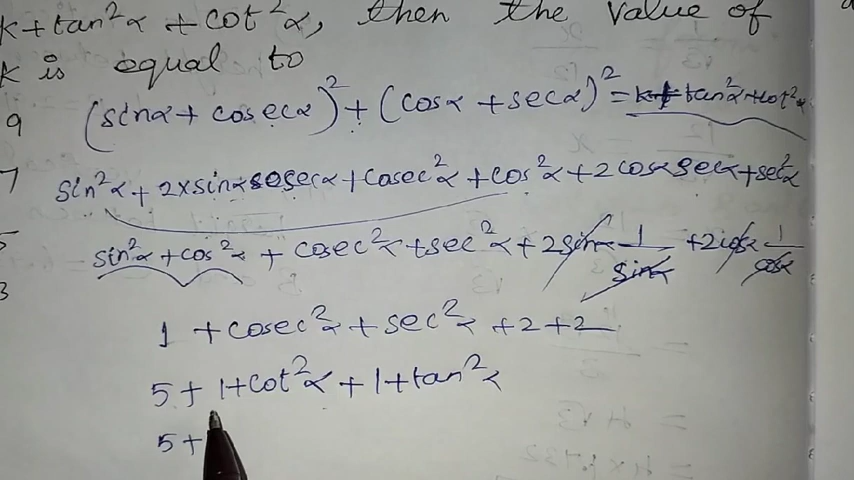 k + tan²α + cot²α, then the value of
k is equal to
9 (sinα + cosecα)² + (cosα + secα)² = k + tan²α + cot²α
7 sin²α + 2×sinα cosecα + cosec²α + cos²α + 2cosα secα + sec²α
5 sin²α + cos²α + cosec²α + sec²α + 2sinα 1/sinα + 2cosα 1/cosα
3
1 + cosec²α + sec²α + 2 + 2
5 + 1 + cot²α + 1 + tan²α
5 +